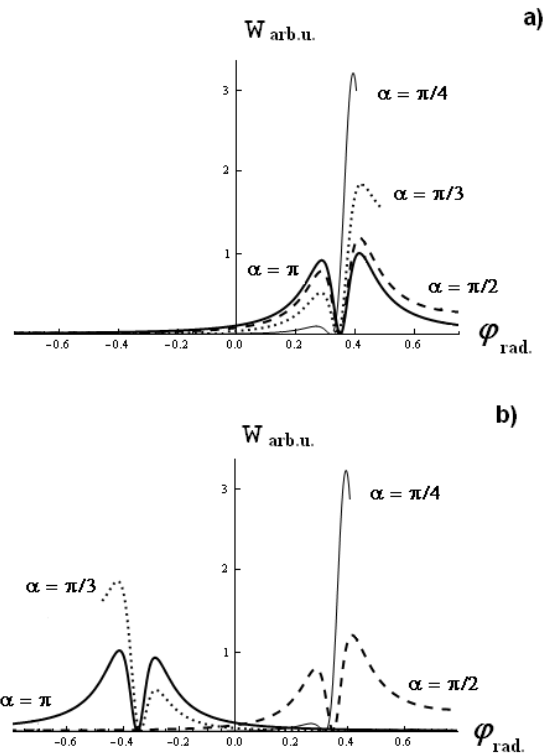 a)
W arb.u.
3
α = π/4
2
α = π/3
1
α = π
α = π/2
-0.6 -0.4 -0.2 0.0 0.2 0.4 0.6
φ rad.
b)
W arb.u.
3
α = π/4
2
α = π/3
1
α = π/2
α = π
-0.6 -0.4 -0.2 0.0 0.2 0.4 0.6
φ rad.